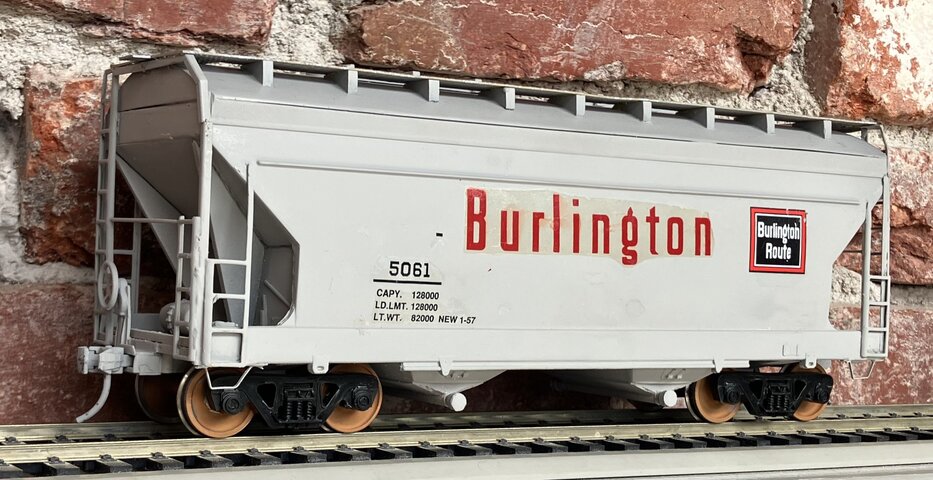 Burlington
Burlington
Route
5061
CAPY. 128000
LD.LMT. 128000
LT.WT. 82000 NEW 1-57